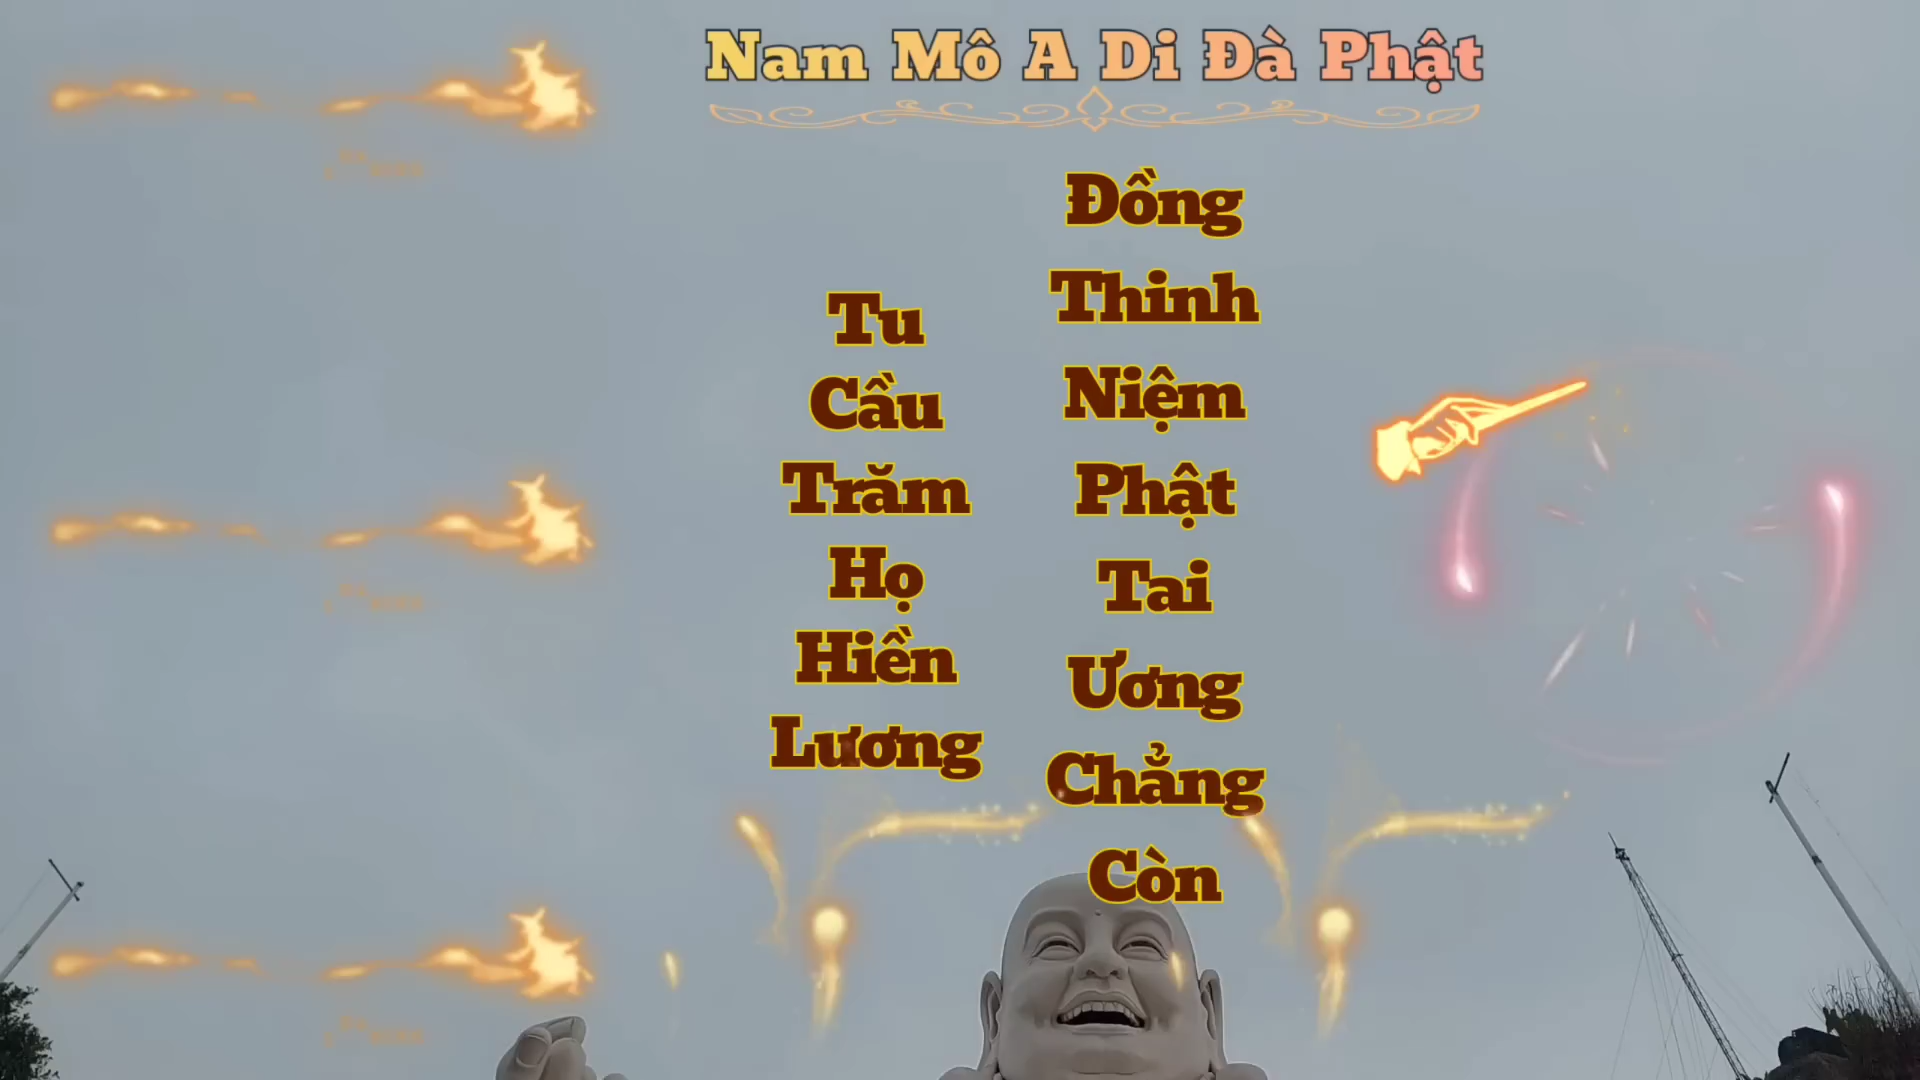 Nam Mô A Di Đà Phật
Tu
Cầu
Trăm
Họ
Hiền
Lương
Đồng
Thinh
Niệm
Phật
Tai
Ương
Chẳng
Còn